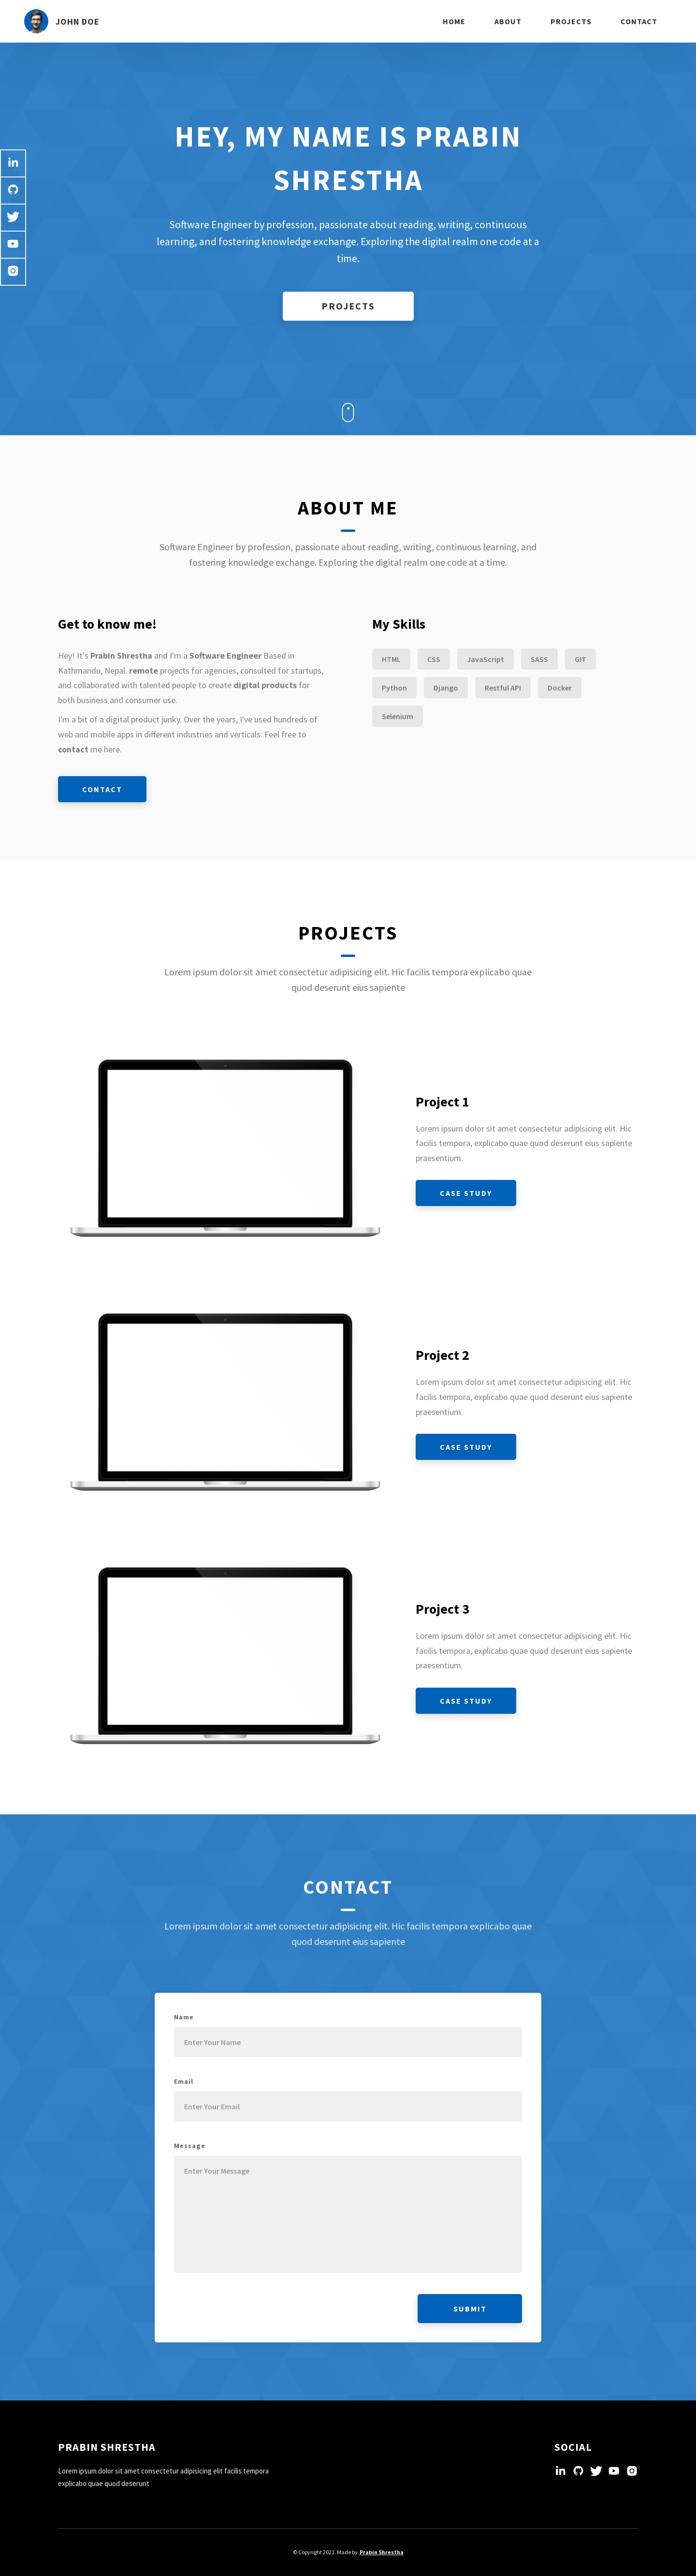 JOHN DOE
HOME
ABOUT
PROJECTS
CONTACT
HEY, MY NAME IS PRABIN
SHRESTHA
Software Engineer by profession, passionate about reading, writing, continuous
learning, and fostering knowledge exchange. Exploring the digital realm one code at a
time.
PROJECTS
ABOUT ME
Software Engineer by profession, passionate about reading, writing, continuous learning, and
fostering knowledge exchange. Exploring the digital realm one code at a time.
Get to know me!
Hey! It's Prabin Shrestha and I'm a Software Engineer Based in
Kathmandu, Nepal. remote projects for agencies, consulted for startups,
and collaborated with talented people to create digital products for
both business and consumer use.
I'm a bit of a digital product junky. Over the years, I've used hundreds of
web and mobile apps in different industries and verticals. Feel free to
contact me here.
CONTACT
My Skills
HTML
CSS
JavaScript
SASS
GIT
Python
Django
Restful API
Docker
Selenium
PROJECTS
Lorem ipsum dolor sit amet consectetur adipisicing elit. Hic facilis tempora explicabo quae
quod deserunt eius sapiente
Project 1
Lorem ipsum dolor sit amet consectetur adipisicing elit. Hic
facilis tempora, explicabo quae quod deserunt eius sapiente
praesentium.
CASE STUDY
Project 2
Lorem ipsum dolor sit amet consectetur adipisicing elit. Hic
facilis tempora, explicabo quae quod deserunt eius sapiente
praesentium.
CASE STUDY
Project 3
Lorem ipsum dolor sit amet consectetur adipisicing elit. Hic
facilis tempora, explicabo quae quod deserunt eius sapiente
praesentium.
CASE STUDY
CONTACT
Lorem ipsum dolor sit amet consectetur adipisicing elit. Hic facilis tempora explicabo quae
quod deserunt eius sapiente
Name
Enter Your Name
Email
Enter Your Email
Message
Enter Your Message
SUBMIT
PRABIN SHRESTHA
Lorem ipsum dolor sit amet consectetur adipisicing elit facilis tempora
explicabo quae quod deserunt
SOCIAL
© Copyright 2021. Made by Prabin Shrestha